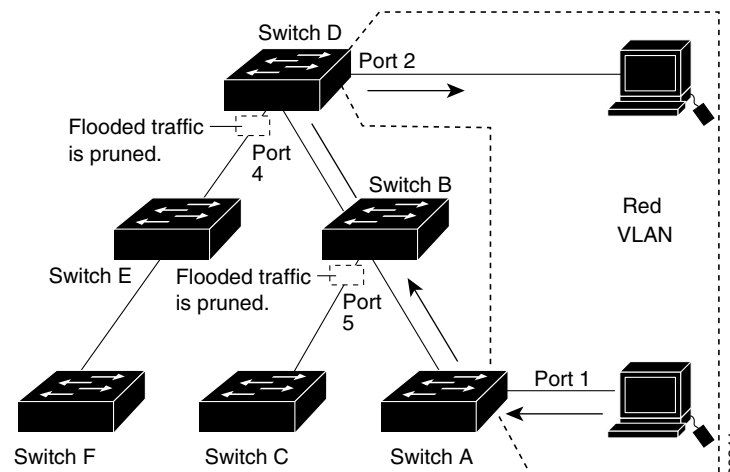 Switch D
Port 2
Flooded traffic
is pruned.
Port
4
Switch B
Red
VLAN
Switch E
Flooded traffic
is pruned.
Port
5
Port 1
Switch F
Switch C
Switch A